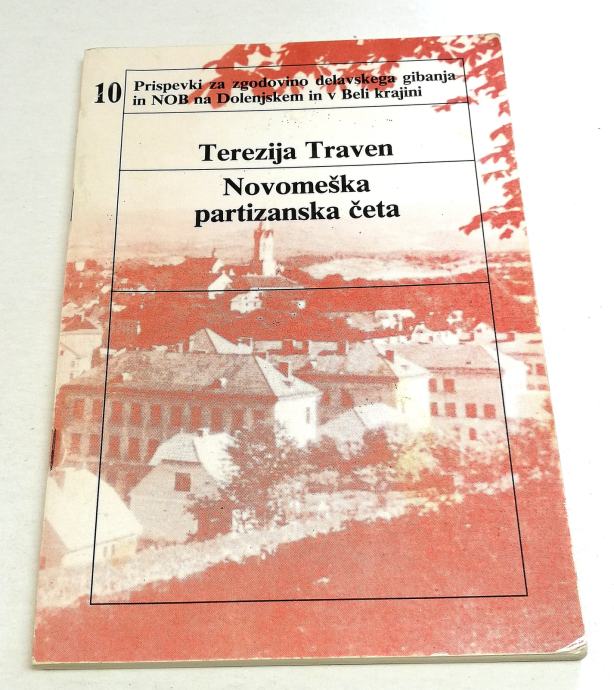 10 Prispevki za zgodovino delavskega gibanja
in NOB na Dolenjskem in v Beli krajini
Terezija Traven
Novomeška
partizanska četa